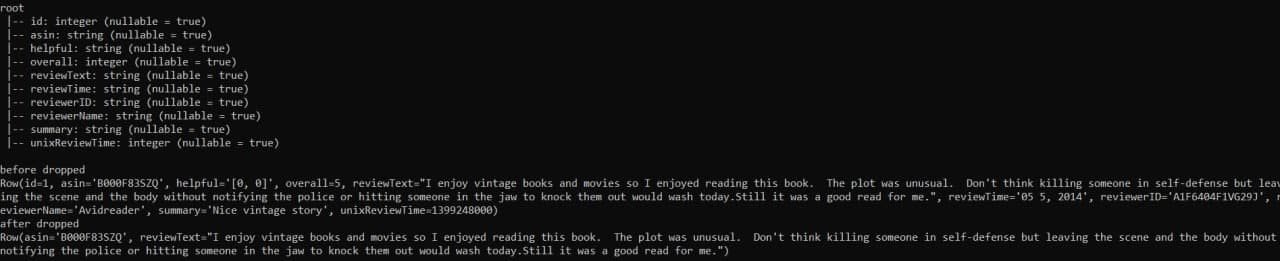 root
 |-- id: integer (nullable = true)
 |-- asin: string (nullable = true)
 |-- helpful: string (nullable = true)
 |-- overall: integer (nullable = true)
 |-- reviewText: string (nullable = true)
 |-- reviewTime: string (nullable = true)
 |-- reviewerID: string (nullable = true)
 |-- reviewerName: string (nullable = true)
 |-- summary: string (nullable = true)
 |-- unixReviewTime: integer (nullable = true)

before dropped
Row(id=1, asin='B000F83SZQ', helpful='[0, 0]', overall=5, reviewText="I enjoy vintage books and movies so I enjoyed reading this book.  The plot was unusual.  Don't think killing someone in self-defense but leav
ing the scene and the body without notifying the police or hitting someone in the jaw to knock them out would wash today.Still it was a good read for me.", reviewTime='05 5, 2014', reviewerID='A1F6404F1VG29J', r
eviewerName='Avidreader', summary='Nice vintage story', unixReviewTime=1399248000)
after dropped
Row(asin='B000F83SZQ', reviewText="I enjoy vintage books and movies so I enjoyed reading this book.  The plot was unusual.  Don't think killing someone in self-defense but leaving the scene and the body without
notifying the police or hitting someone in the jaw to knock them out would wash today.Still it was a good read for me.")